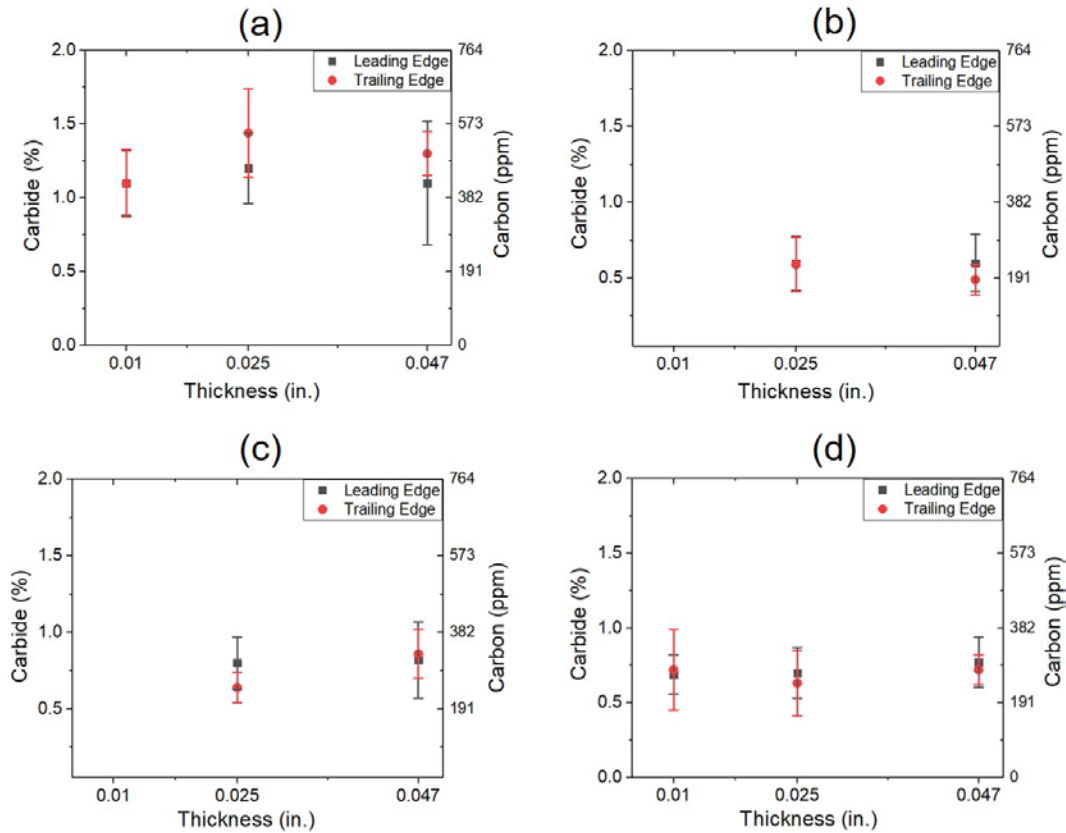 (a)
Leading Edge
Trailing Edge
2.0
1.5
1.0
0.5
0.0
Carbide (%)
764
573
382
191
0
Carbon (ppm)
0.01 0.025 0.047
Thickness (in.)
(b)
Leading Edge
Trailing Edge
2.0
1.5
1.0
0.5
Carbide (%)
764
573
382
191
Carbon (ppm)
0.01 0.025 0.047
Thickness (in.)
(c)
Leading Edge
Trailing Edge
2.0
1.5
1.0
0.5
Carbide (%)
764
573
382
191
Carbon (ppm)
0.01 0.025 0.047
Thickness (in.)
(d)
Leading Edge
Trailing Edge
2.0
1.5
1.0
0.5
0.0
Carbide (%)
764
573
382
191
0
Carbon (ppm)
0.01 0.025 0.047
Thickness (in.)